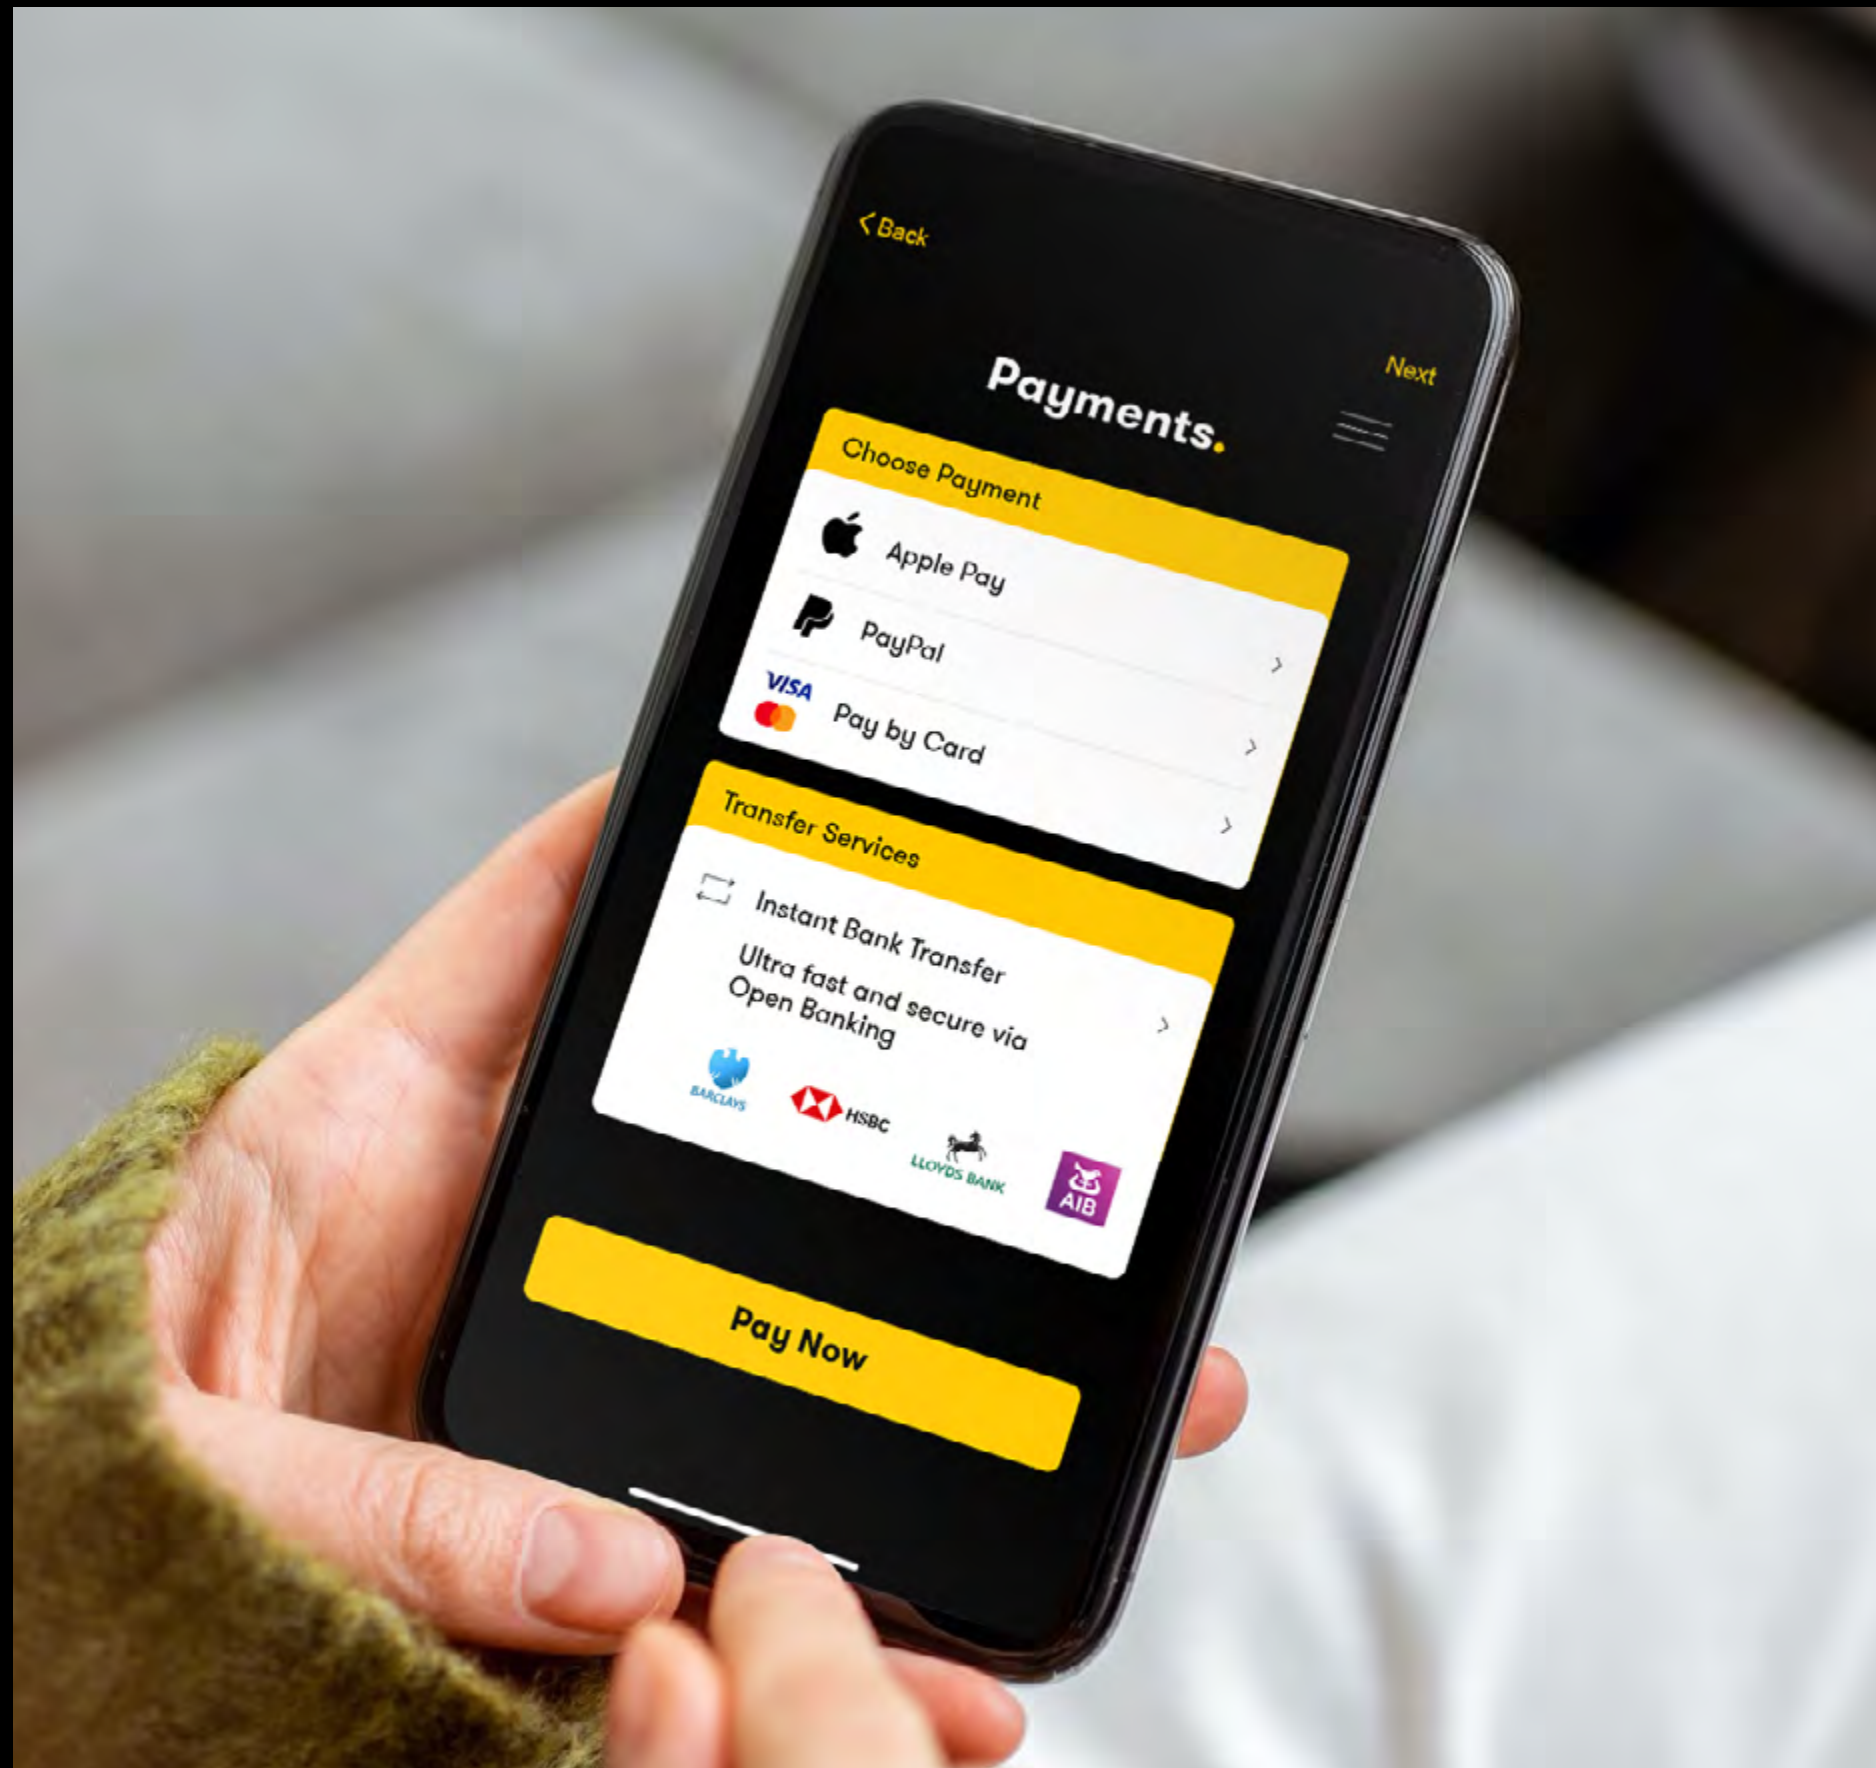 Back
Next
Payments.
Choose Payment
Apple Pay
PayPal
VISA
Pay by Card
Transfer Services
Instant Bank Transfer
Ultra fast and secure via
Open Banking
BARCLAYS
HSBC
LLOYDS BANK
AIB
Pay Now